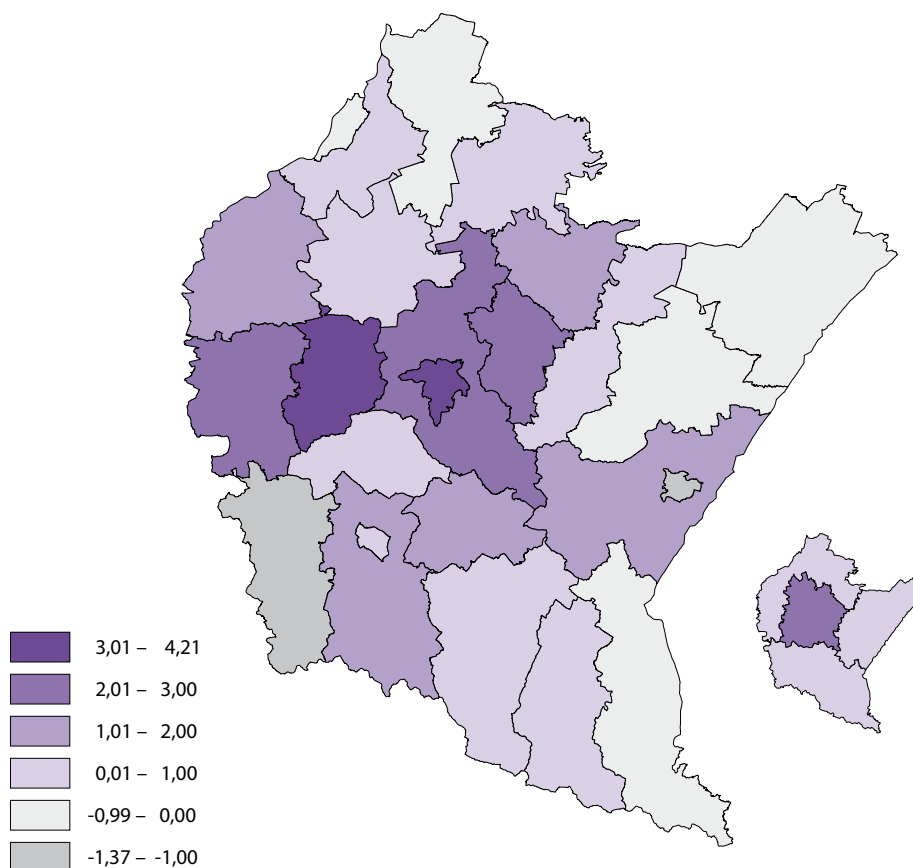 3,01 – 4,21
2,01 – 3,00
1,01 – 2,00
0,01 – 1,00
-0,99 – 0,00
-1,37 – -1,00